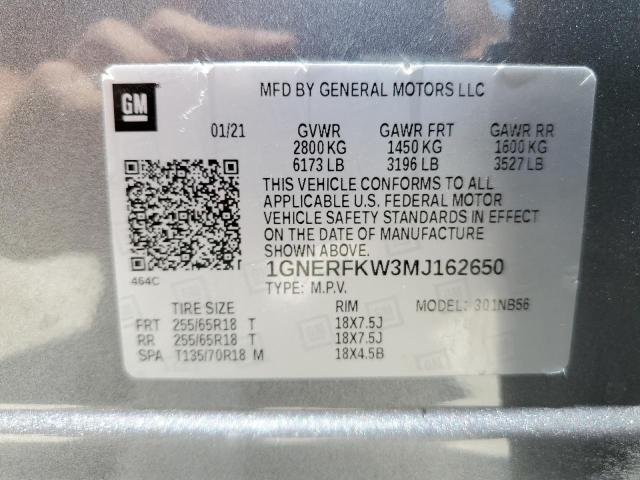 GM
MFD BY GENERAL MOTORS LLC
01/21 GVWR GAWR FRT GAWR RR
2800 KG 1450 KG 1600 KG
6173 LB 3196 LB 3527 LB
THIS VEHICLE CONFORMS TO ALL
APPLICABLE U.S. FEDERAL MOTOR
VEHICLE SAFETY STANDARDS IN EFFECT
ON THE DATE OF MANUFACTURE
SHOWN ABOVE.
464C
1GNERFKW3MJ162650
TYPE: M.P.V.
TIRE SIZE RIM MODEL: 301NB56
FRT 255/65R18 T 18X7.5J
RR 255/65R18 T 18X7.5J
SPA T135/70R18 M 18X4.5B